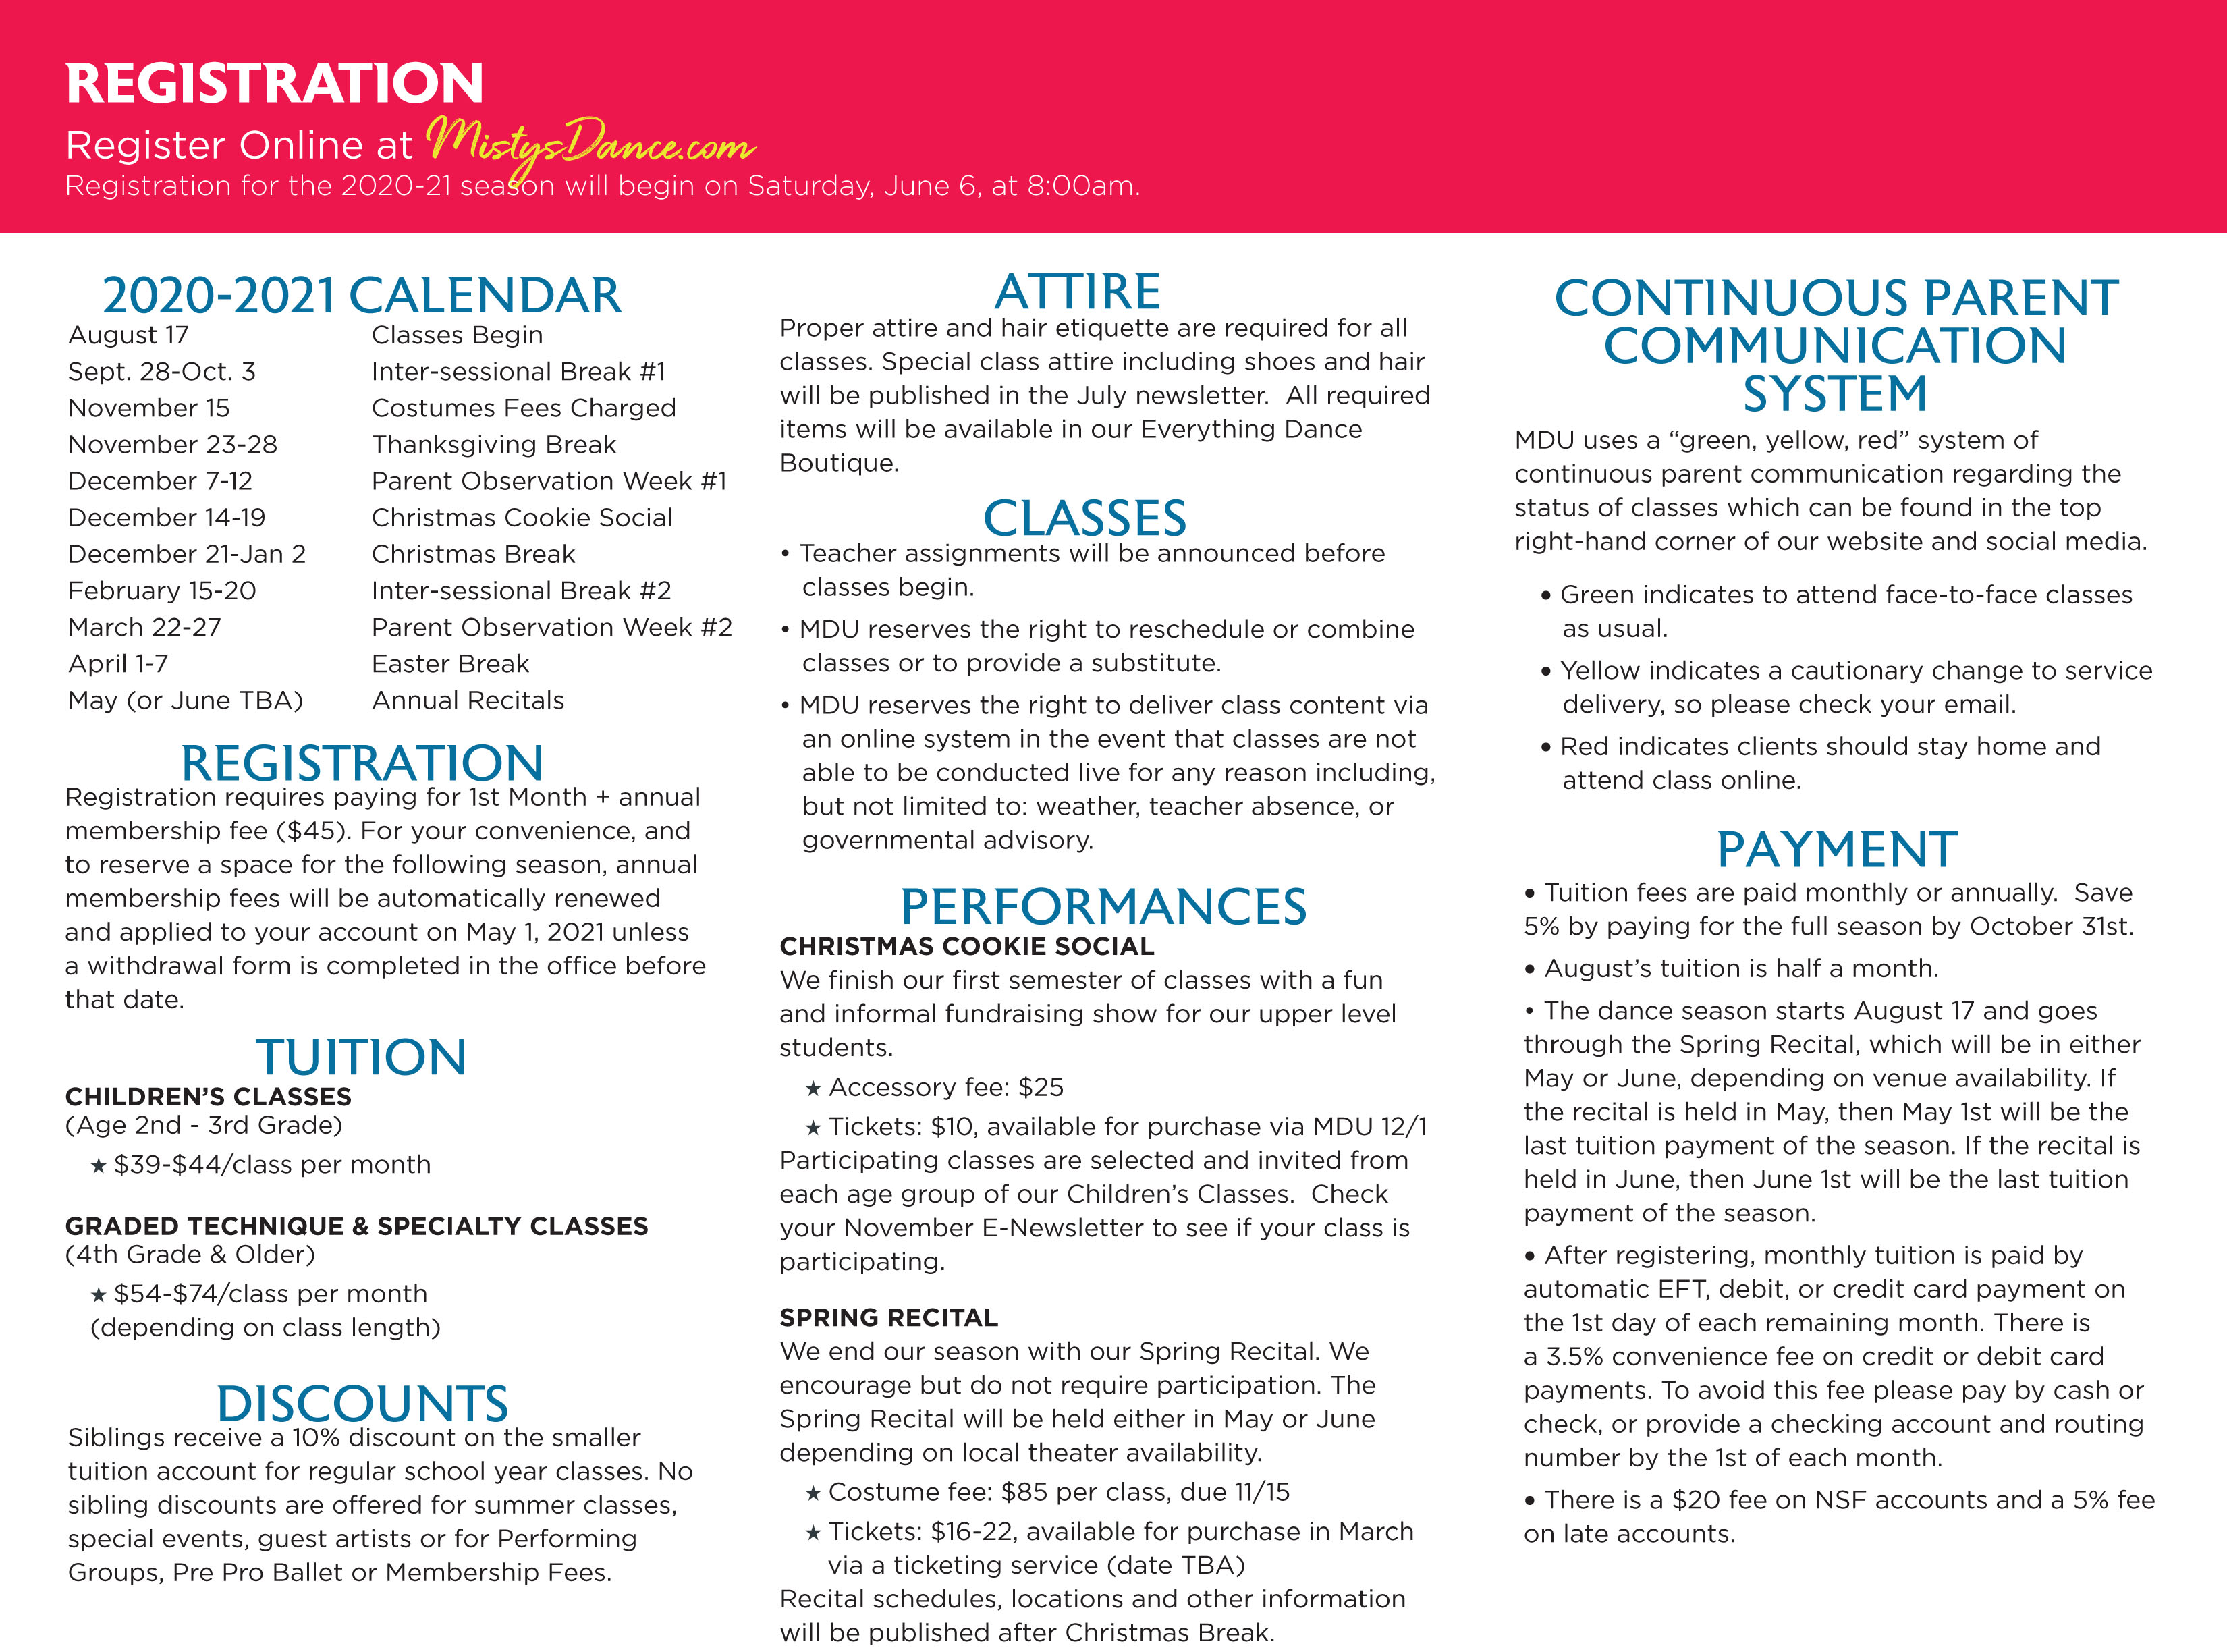 REGISTRATION
Register Online at MistysDance.com
Registration for the 2020-21 season will begin on Saturday, June 6, at 8:00am.
2020-2021 CALENDAR
August 17 Classes Begin
Sept. 28-Oct. 3 Inter-sessional Break #1
November 15 Costumes Fees Charged
November 23-28 Thanksgiving Break
December 7-12 Parent Observation Week #1
December 14-19 Christmas Cookie Social
December 21-Jan 2 Christmas Break
February 15-20 Inter-sessional Break #2
March 22-27 Parent Observation Week #2
April 1-7 Easter Break
May (or June TBA) Annual Recitals
REGISTRATION
Registration requires paying for 1st Month + annual
membership fee ($45). For your convenience, and
to reserve a space for the following season, annual
membership fees will be automatically renewed
and applied to your account on May 1, 2021 unless
a withdrawal form is completed in the office before
that date.
TUITION
CHILDREN'S CLASSES
(Age 2nd - 3rd Grade)
★ $39-$44/class per month
GRADED TECHNIQUE & SPECIALTY CLASSES
(4th Grade & Older)
★ $54-$74/class per month
(depending on class length)
DISCOUNTS
Siblings receive a 10% discount on the smaller
tuition account for regular school year classes. No
sibling discounts are offered for summer classes,
special events, guest artists or for Performing
Groups, Pre Pro Ballet or Membership Fees.
ATTIRE
Proper attire and hair etiquette are required for all
classes. Special class attire including shoes and hair
will be published in the July newsletter.  All required
items will be available in our Everything Dance
Boutique.
CLASSES
• Teacher assignments will be announced before
classes begin.
• MDU reserves the right to reschedule or combine
classes or to provide a substitute.
• MDU reserves the right to deliver class content via
an online system in the event that classes are not
able to be conducted live for any reason including,
but not limited to: weather, teacher absence, or
governmental advisory.
PERFORMANCES
CHRISTMAS COOKIE SOCIAL
We finish our first semester of classes with a fun
and informal fundraising show for our upper level
students.
★ Accessory fee: $25
★ Tickets: $10, available for purchase via MDU 12/1
Participating classes are selected and invited from
each age group of our Children's Classes.  Check
your November E-Newsletter to see if your class is
participating.
SPRING RECITAL
We end our season with our Spring Recital. We
encourage but do not require participation. The
Spring Recital will be held either in May or June
depending on local theater availability.
★ Costume fee: $85 per class, due 11/15
★ Tickets: $16-22, available for purchase in March
via a ticketing service (date TBA)
Recital schedules, locations and other information
will be published after Christmas Break.
CONTINUOUS PARENT
COMMUNICATION
SYSTEM
MDU uses a “green, yellow, red” system of
continuous parent communication regarding the
status of classes which can be found in the top
right-hand corner of our website and social media.
• Green indicates to attend face-to-face classes
as usual.
• Yellow indicates a cautionary change to service
delivery, so please check your email.
• Red indicates clients should stay home and
attend class online.
PAYMENT
• Tuition fees are paid monthly or annually.  Save
5% by paying for the full season by October 31st.
• August's tuition is half a month.
• The dance season starts August 17 and goes
through the Spring Recital, which will be in either
May or June, depending on venue availability. If
the recital is held in May, then May 1st will be the
last tuition payment of the season. If the recital is
held in June, then June 1st will be the last tuition
payment of the season.
• After registering, monthly tuition is paid by
automatic EFT, debit, or credit card payment on
the 1st day of each remaining month. There is
a 3.5% convenience fee on credit or debit card
payments. To avoid this fee please pay by cash or
check, or provide a checking account and routing
number by the 1st of each month.
• There is a $20 fee on NSF accounts and a 5% fee
on late accounts.